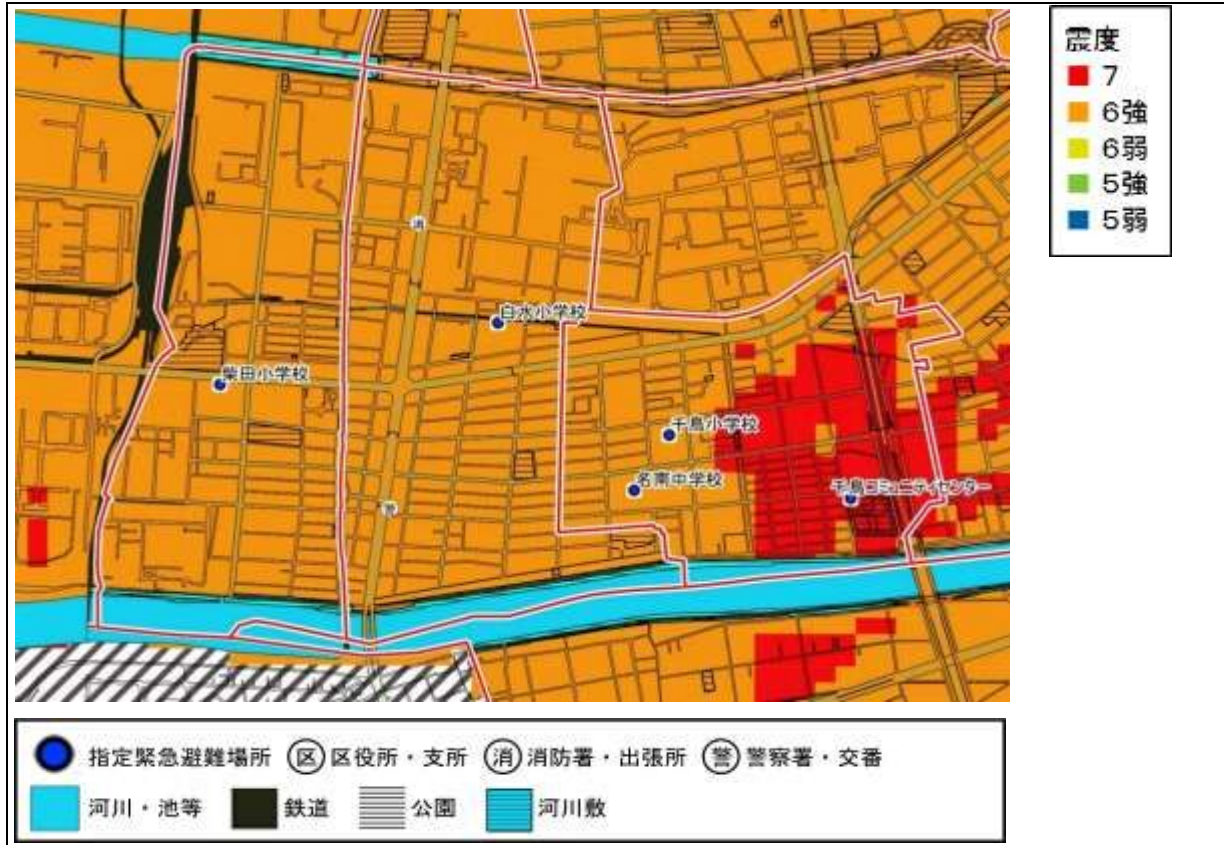 震度
7
6強
6弱
5強
5弱
消
白水小学校
柴田小学校
千鳥小学校
名南中学校
千鳥コミュニティセンター
警
指定緊急避難場所 区 区役所・支所 消 消防署・出張所 警 警察署・交番
河川・池等 鉄道 公園 河川敷